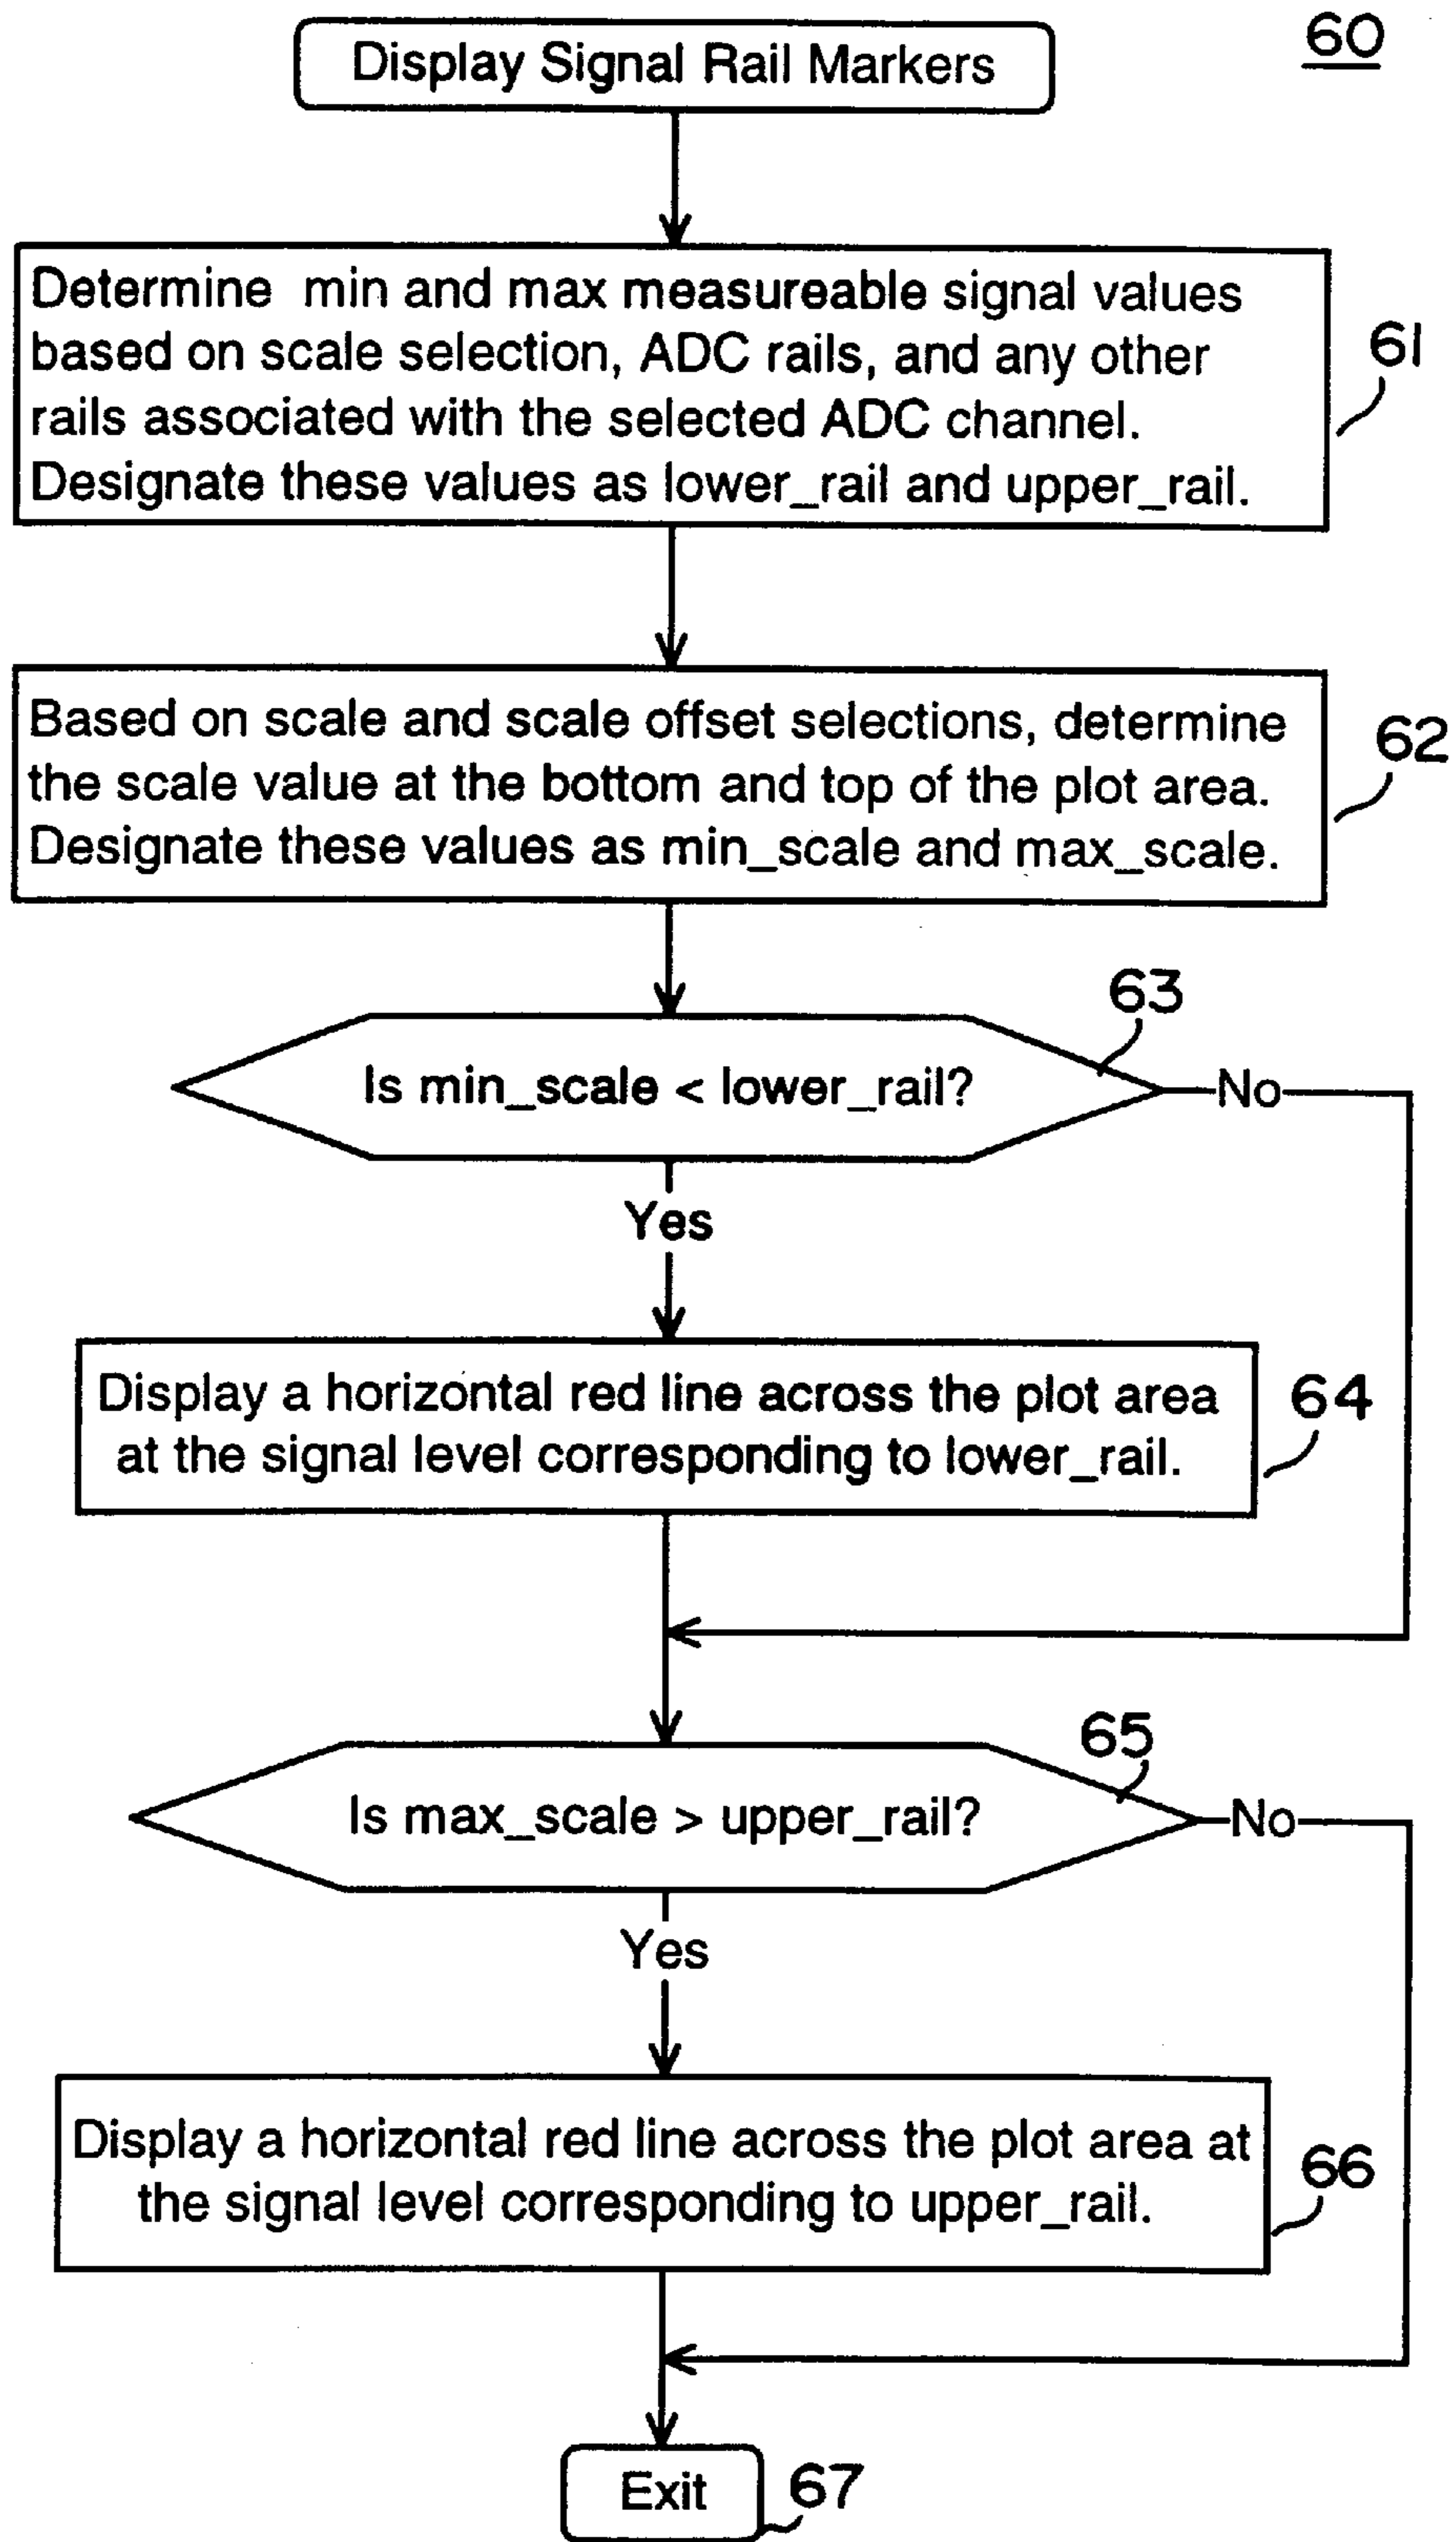 60
Display Signal Rail Markers
Determine min and max measureable signal values
based on scale selection, ADC rails, and any other
rails associated with the selected ADC channel.
Designate these values as lower_rail and upper_rail.
61
Based on scale and scale offset selections, determine
the scale value at the bottom and top of the plot area.
Designate these values as min_scale and max_scale.
62
63
Is min_scale < lower_rail?
No
Yes
Display a horizontal red line across the plot area
at the signal level corresponding to lower_rail.
64
65
Is max_scale > upper_rail?
No
Yes
Display a horizontal red line across the plot area at
the signal level corresponding to upper_rail.
66
Exit
67